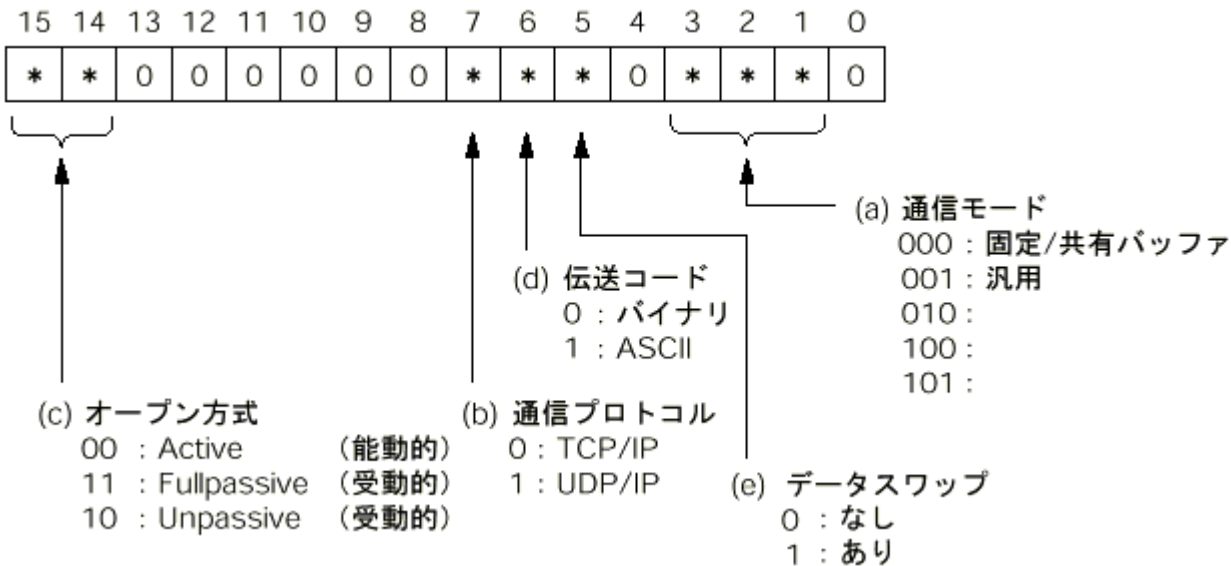 15 14 13 12 11 10 9 8 7 6 5 4 3 2 1 0
* * 0 0 0 0 0 0 * * * 0 * * * 0
(a) 通信モード
000 : 固定/共有バッファ
001 : 汎用
010 :
100 :
101 :
(d) 伝送コード
0 : バイナリ
1 : ASCII
(c) オープン方式
00 : Active (能動的)
11 : Fullpassive (受動的)
10 : Unpassive (受動的)
(b) 通信プロトコル
0 : TCP/IP
1 : UDP/IP
(e) データスワップ
0 : なし
1 : あり